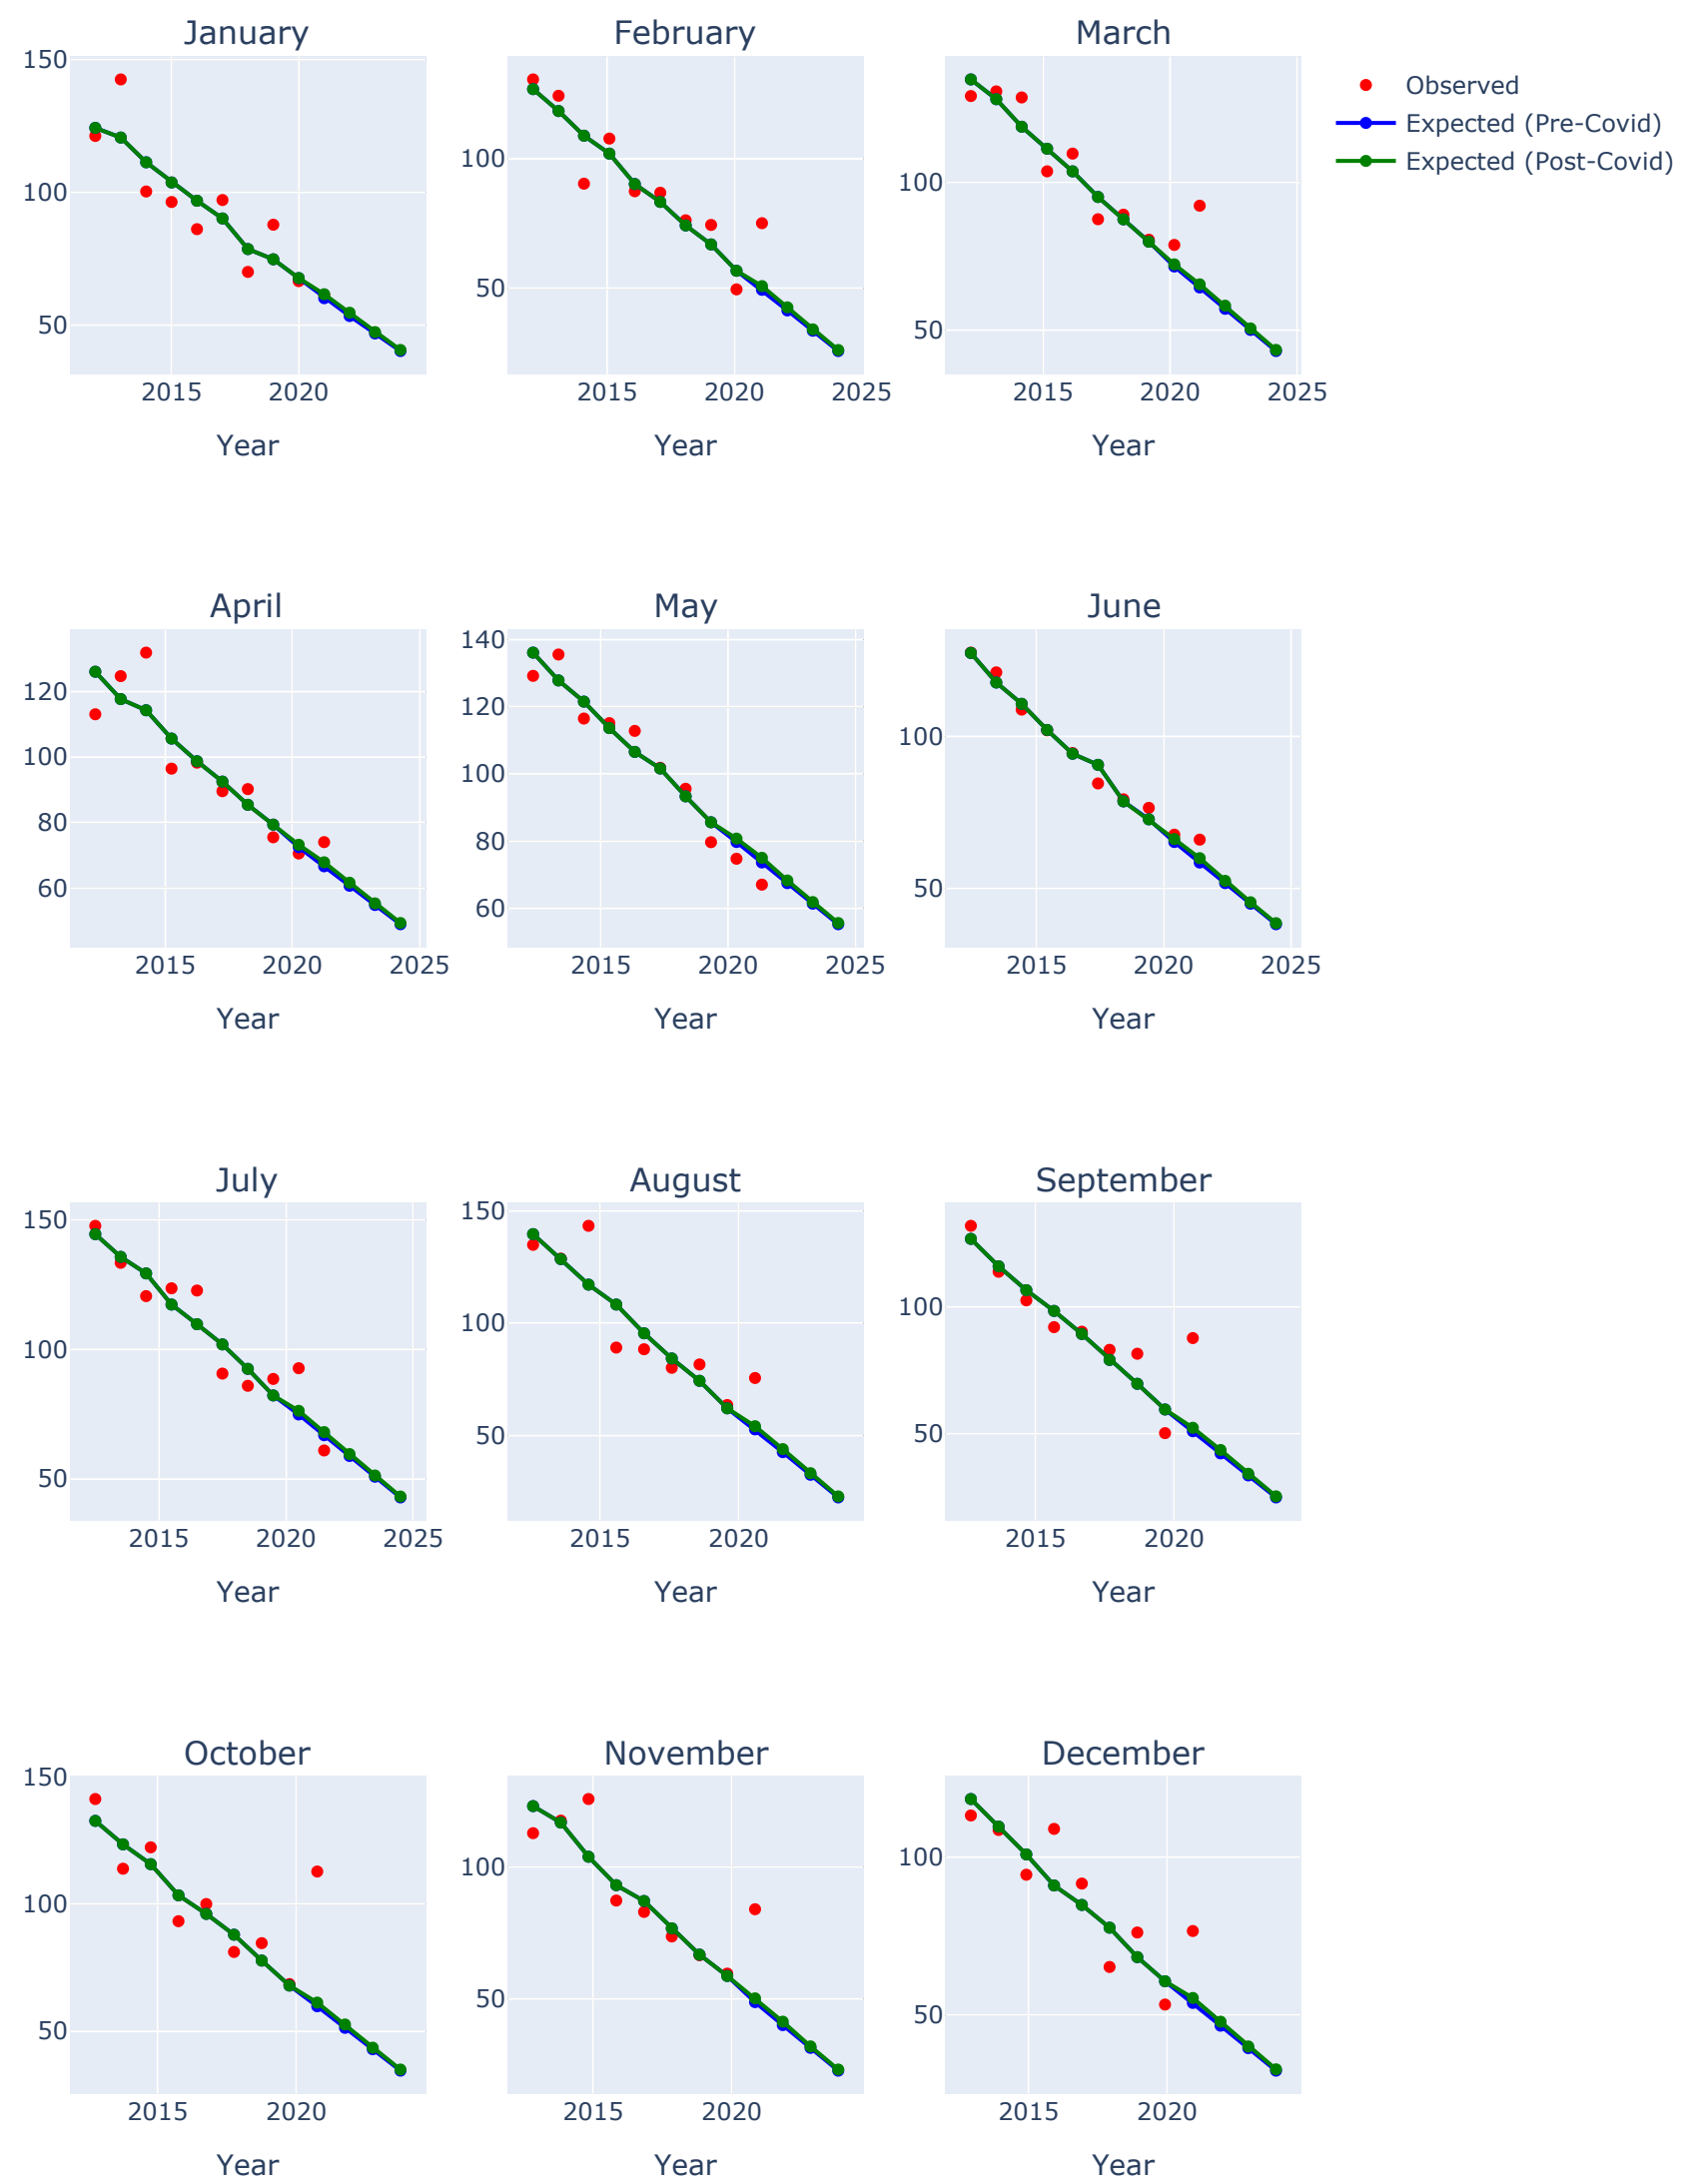 January
February
March
150
100
50
100
50
100
50
2015
2020
2015
2020
2025
2015
2020
2025
Year
Year
Year
Observed
Expected (Pre-Covid)
Expected (Post-Covid)
April
May
June
120
100
80
60
140
120
100
80
60
100
50
2015
2020
2025
2015
2020
2025
2015
2020
2025
Year
Year
Year
July
August
September
150
100
50
150
100
50
100
50
2015
2020
2025
2015
2020
2015
2020
Year
Year
Year
October
November
December
150
100
50
100
50
100
50
2015
2020
2015
2020
2015
2020
Year
Year
Year